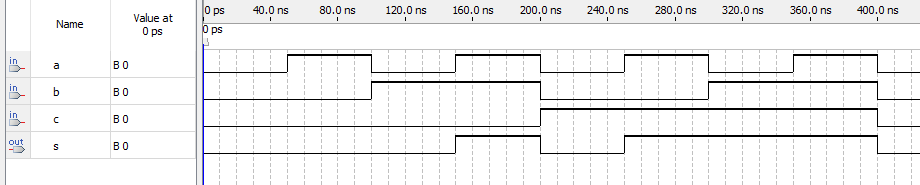 Name
Value at
0 ps
0 ps 40.0 ns 80.0 ns 120.0 ns 160.0 ns 200.0 ns 240.0 ns 280.0 ns 320.0 ns 360.0 ns 400.0 ns
0 ps
in a B 0
in b B 0
in c B 0
out s B 0